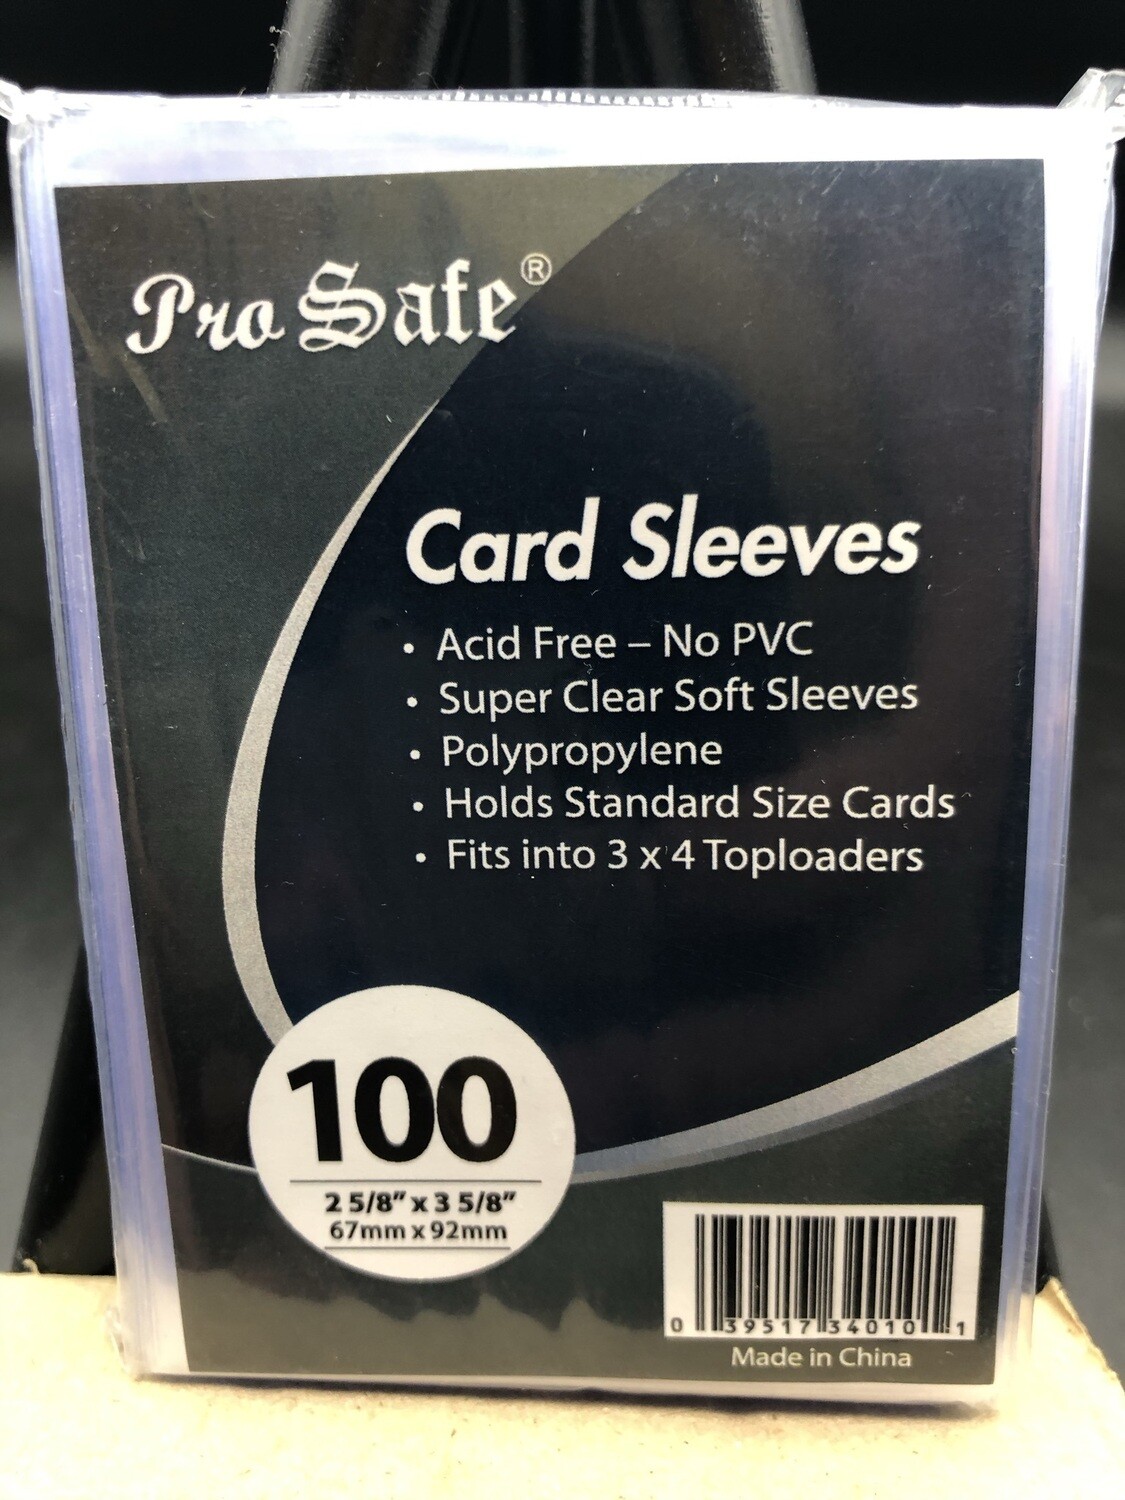 Pro Safe®
Card Sleeves
• Acid Free – No PVC
• Super Clear Soft Sleeves
• Polypropylene
• Holds Standard Size Cards
• Fits into 3 x 4 Toploaders
100
2 5/8" x 3 5/8"
67mm x 92mm
0 39517 34010 1
Made in China